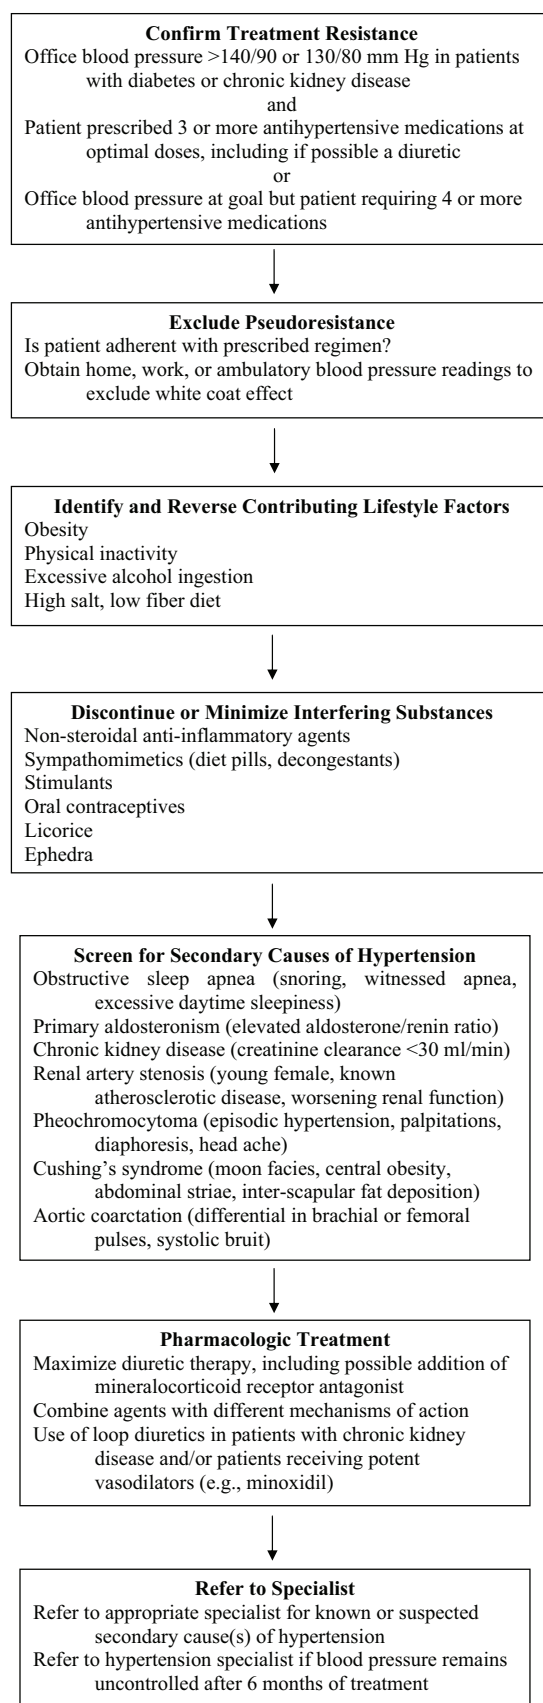 Confirm Treatment Resistance
Office blood pressure >140/90 or 130/80 mm Hg in patients
with diabetes or chronic kidney disease
and
Patient prescribed 3 or more antihypertensive medications at
optimal doses, including if possible a diuretic
or
Office blood pressure at goal but patient requiring 4 or more
antihypertensive medications
Exclude Pseudoresistance
Is patient adherent with prescribed regimen?
Obtain home, work, or ambulatory blood pressure readings to
exclude white coat effect
Identify and Reverse Contributing Lifestyle Factors
Obesity
Physical inactivity
Excessive alcohol ingestion
High salt, low fiber diet
Discontinue or Minimize Interfering Substances
Non-steroidal anti-inflammatory agents
Sympathomimetics (diet pills, decongestants)
Stimulants
Oral contraceptives
Licorice
Ephedra
Screen for Secondary Causes of Hypertension
Obstructive sleep apnea (snoring, witnessed apnea,
excessive daytime sleepiness)
Primary aldosteronism (elevated aldosterone/renin ratio)
Chronic kidney disease (creatinine clearance <30 ml/min)
Renal artery stenosis (young female, known
atherosclerotic disease, worsening renal function)
Pheochromocytoma (episodic hypertension, palpitations,
diaphoresis, head ache)
Cushing's syndrome (moon facies, central obesity,
abdominal striae, inter-scapular fat deposition)
Aortic coarctation (differential in brachial or femoral
pulses, systolic bruit)
Pharmacologic Treatment
Maximize diuretic therapy, including possible addition of
mineralocorticoid receptor antagonist
Combine agents with different mechanisms of action
Use of loop diuretics in patients with chronic kidney
disease and/or patients receiving potent
vasodilators (e.g., minoxidil)
Refer to Specialist
Refer to appropriate specialist for known or suspected
secondary cause(s) of hypertension
Refer to hypertension specialist if blood pressure remains
uncontrolled after 6 months of treatment